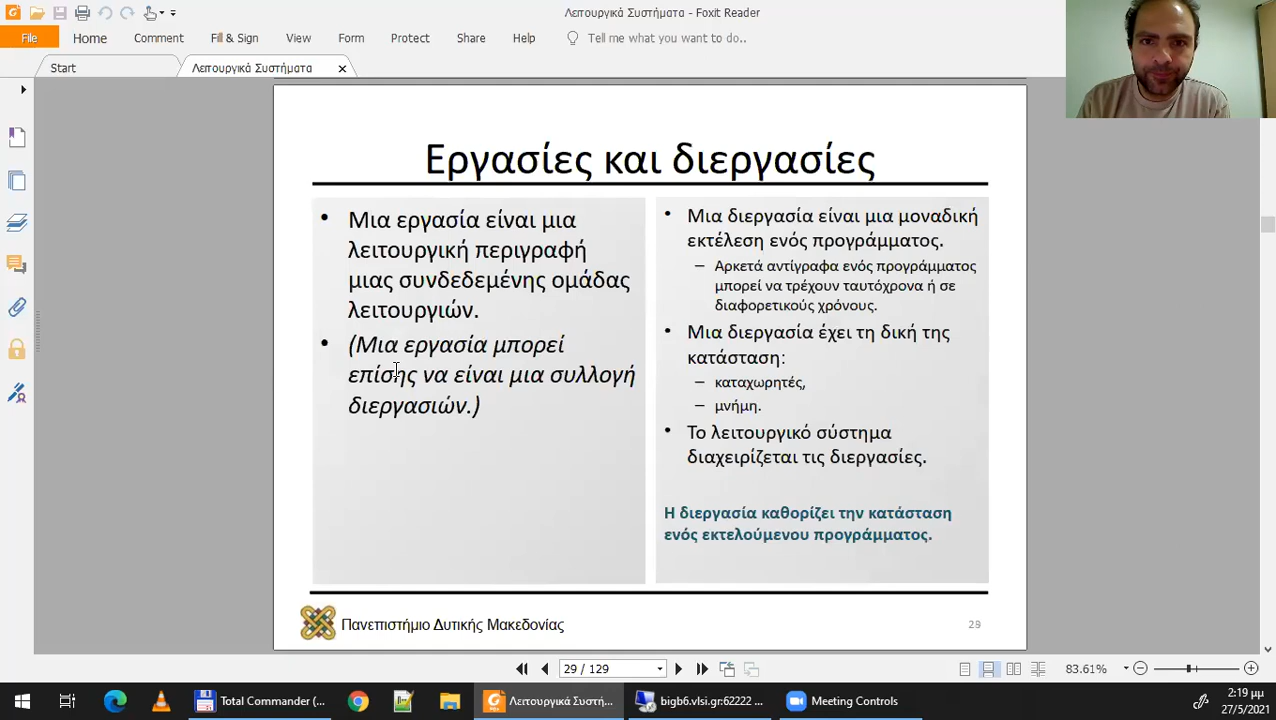 Λειτουργικά Συστήματα - Foxit Reader
File Home Comment Fill & Sign View Form Protect Share Help Tell me what you want to do..
Start Λειτουργικά Συστήματα
Εργασίες και διεργασίες
• Μια εργασία είναι μια
λειτουργική περιγραφή
μιας συνδεδεμένης ομάδας
λειτουργιών.
• (Μια εργασία μπορεί
επίσης να είναι μια συλλογή
διεργασιών.)
• Μια διεργασία είναι μια μοναδική
εκτέλεση ενός προγράμματος.
– Αρκετά αντίγραφα ενός προγράμματος
μπορεί να τρέχουν ταυτόχρονα ή σε
διαφορετικούς χρόνους.
• Μια διεργασία έχει τη δική της
κατάσταση:
– καταχωρητές,
– μνήμη.
• Το λειτουργικό σύστημα
διαχειρίζεται τις διεργασίες.
Η διεργασία καθορίζει την κατάσταση
ενός εκτελούμενου προγράμματος.
Πανεπιστήμιο Δυτικής Μακεδονίας
29
29 / 129
83.61%
Total Commander (...
Λειτουργικά Συστή...
bigb6.vlsi.gr:62222 ...
Meeting Controls
2:19 μμ
27/5/2021